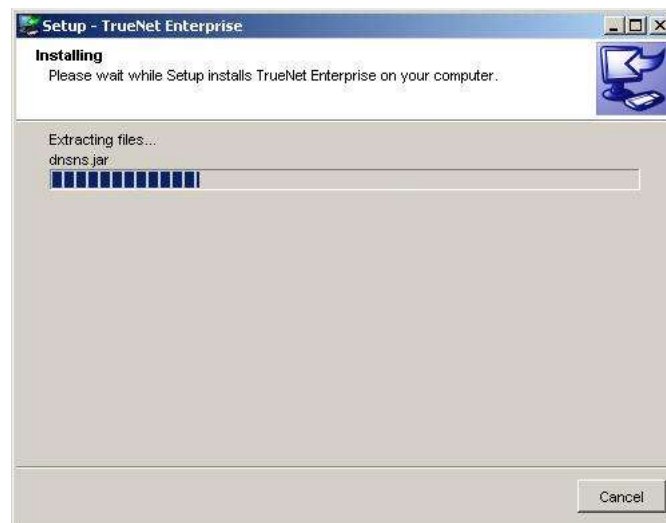 Setup - TrueNet Enterprise
Installing
Please wait while Setup installs TrueNet Enterprise on your computer.
Extracting files...
dnsns.jar
Cancel